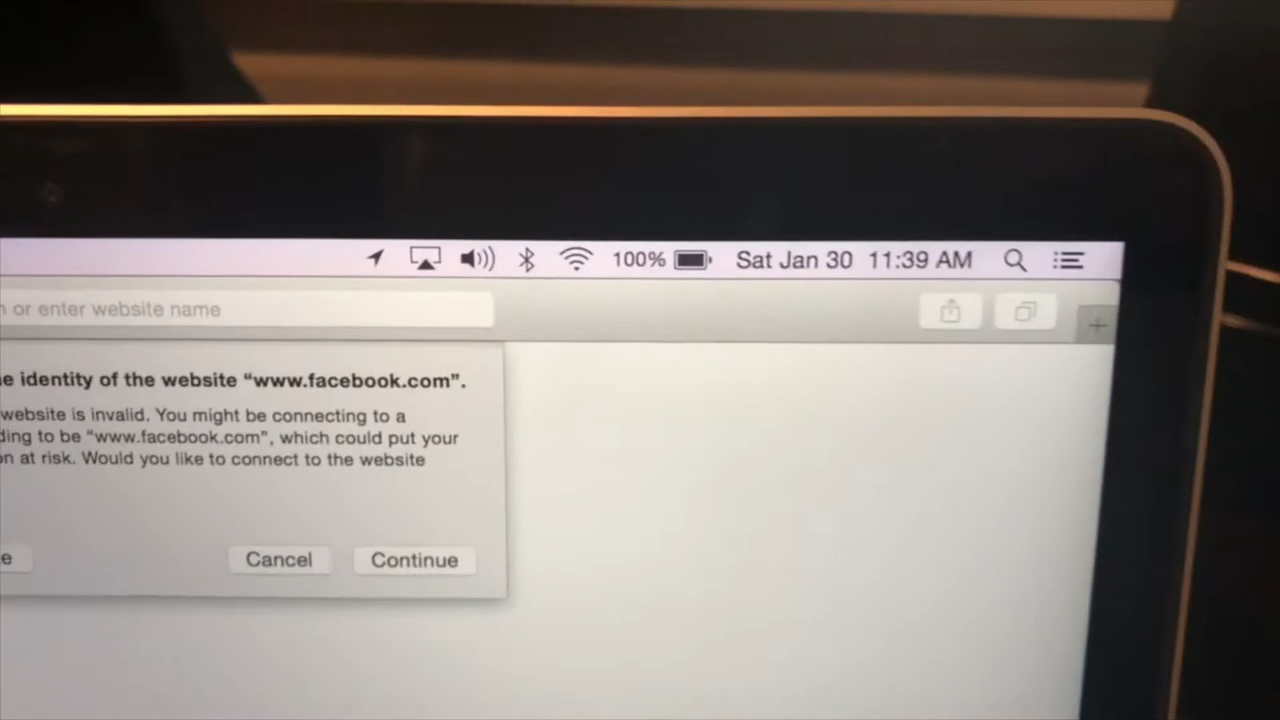 100% Sat Jan 30 11:39 AM
or enter website name
identity of the website “www.facebook.com”.
website is invalid. You might be connecting to a
to be “www.facebook.com”, which could put your
at risk. Would you like to connect to the website
Cancel Continue